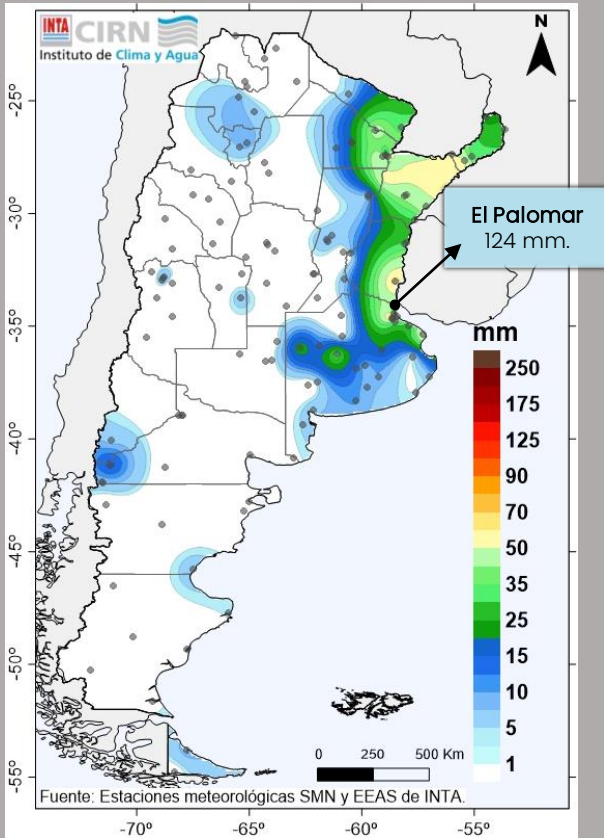 INTA CIRN
Instituto de Clima y Agua
N
-25°
-30°
-35°
-40°
-45°
-50°
-55°
El Palomar
124 mm.
mm
250
175
125
90
70
50
35
25
15
10
5
1
0 250 500 Km
Fuente: Estaciones meteorológicas SMN y EEAS de INTA.
-70° -65° -60° -55°